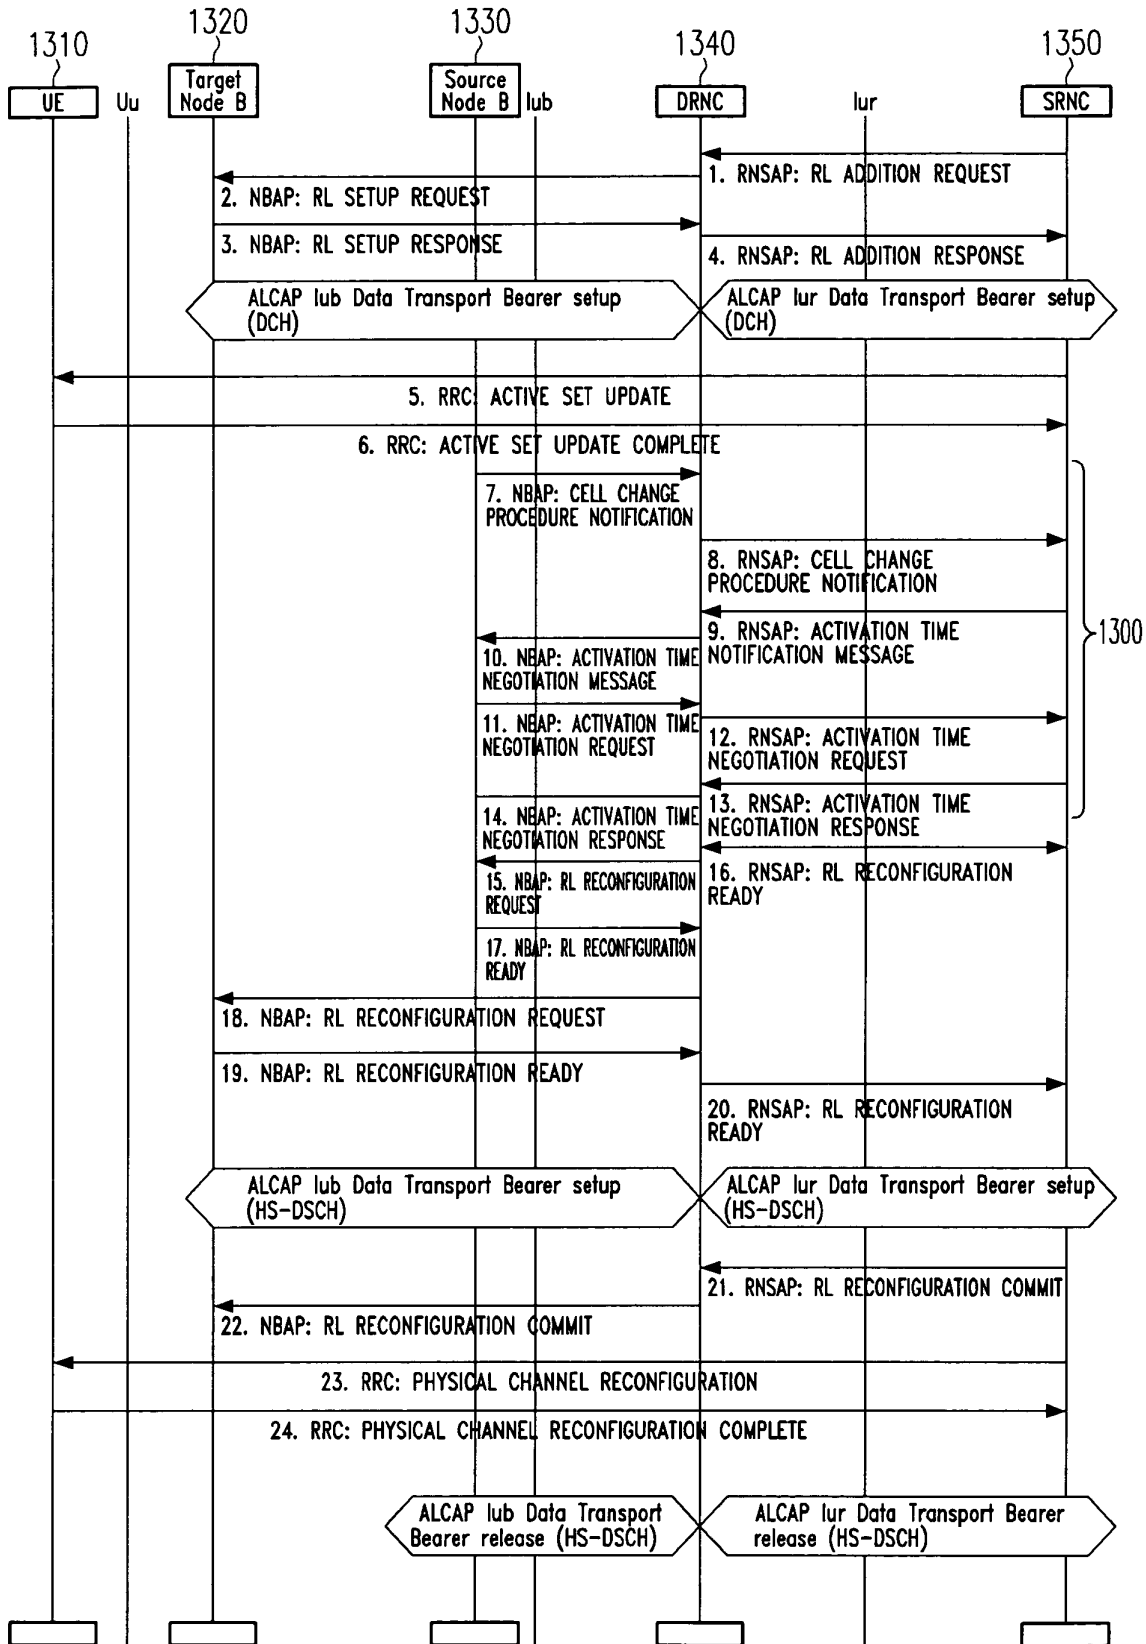 1310
1320
1330
1340
1350
UE
Uu
Target
Node B
Source
Node B
Iub
DRNC
Iur
SRNC
1. RNSAP: RL ADDITION REQUEST
2. NBAP: RL SETUP REQUEST
3. NBAP: RL SETUP RESPONSE
4. RNSAP: RL ADDITION RESPONSE
ALCAP Iub Data Transport Bearer setup
(DCH)
ALCAP Iur Data Transport Bearer setup
(DCH)
5. RRC: ACTIVE SET UPDATE
6. RRC: ACTIVE SET UPDATE COMPLETE
7. NBAP: CELL CHANGE
PROCEDURE NOTIFICATION
8. RNSAP: CELL CHANGE
PROCEDURE NOTIFICATION
9. RNSAP: ACTIVATION TIME
NOTIFICATION MESSAGE
1300
10. NBAP: ACTIVATION TIME
NEGOTIATION MESSAGE
11. NBAP: ACTIVATION TIME
NEGOTIATION REQUEST
12. RNSAP: ACTIVATION TIME
NEGOTIATION REQUEST
13. RNSAP: ACTIVATION TIME
NEGOTIATION RESPONSE
14. NBAP: ACTIVATION TIME
NEGOTIATION RESPONSE
16. RNSAP: RL RECONFIGURATION
READY
15. NBAP: RL RECONFIGURATION
REQUEST
17. NBAP: RL RECONFIGURATION
READY
18. NBAP: RL RECONFIGURATION REQUEST
19. NBAP: RL RECONFIGURATION READY
20. RNSAP: RL RECONFIGURATION
READY
ALCAP Iub Data Transport Bearer setup
(HS-DSCH)
ALCAP Iur Data Transport Bearer setup
(HS-DSCH)
21. RNSAP: RL RECONFIGURATION COMMIT
22. NBAP: RL RECONFIGURATION COMMIT
23. RRC: PHYSICAL CHANNEL RECONFIGURATION
24. RRC: PHYSICAL CHANNEL RECONFIGURATION COMPLETE
ALCAP Iub Data Transport
Bearer release (HS-DSCH)
ALCAP Iur Data Transport Bearer
release (HS-DSCH)